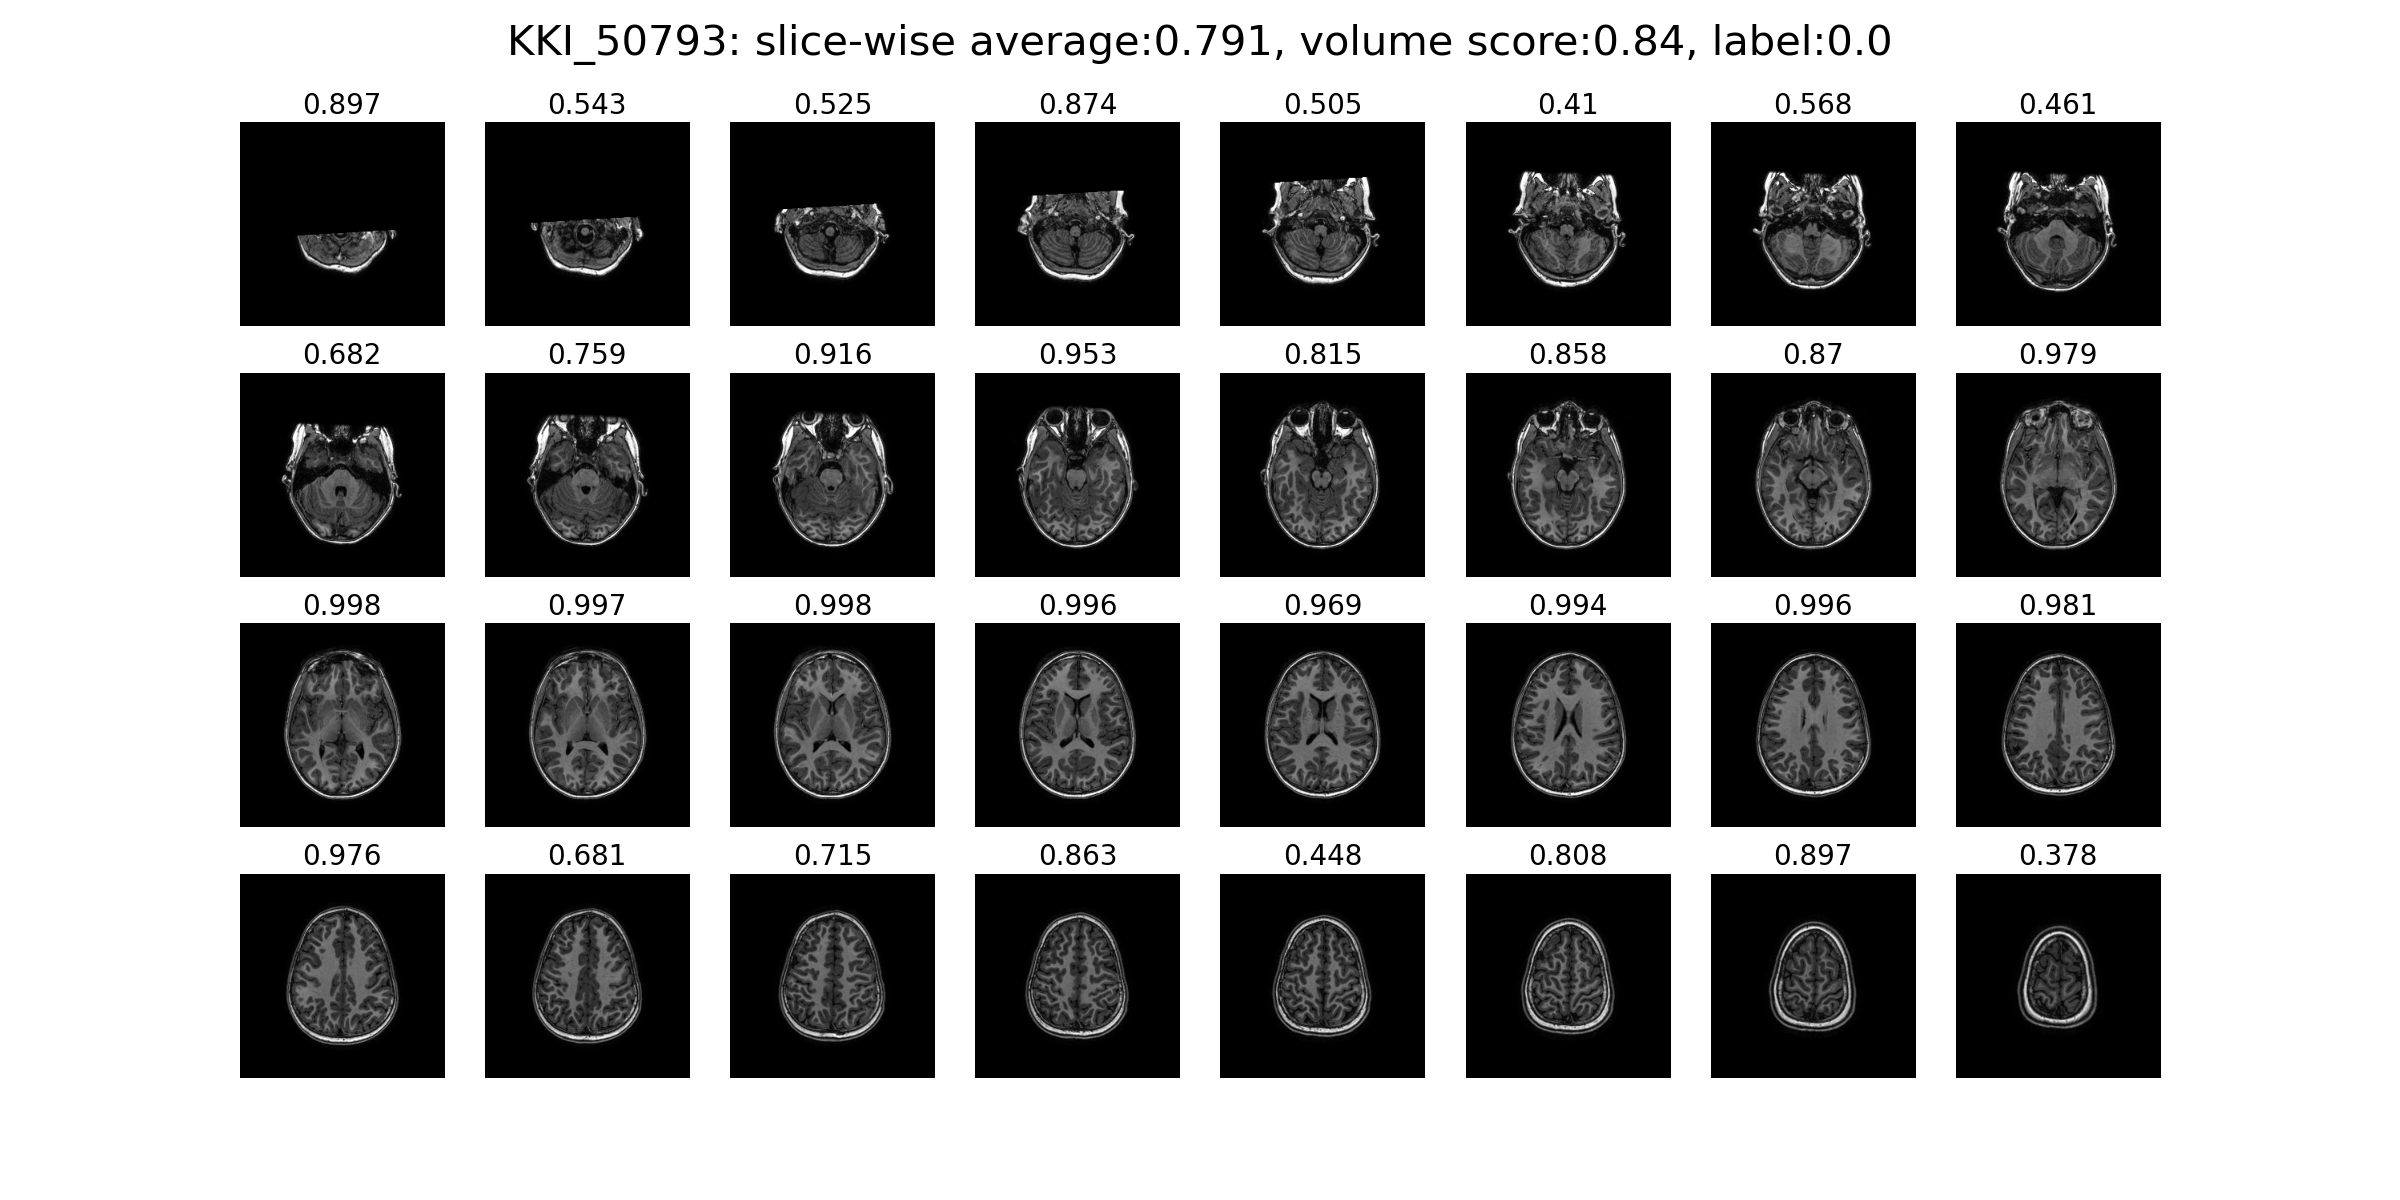 KKI_50793: slice-wise average:0.791, volume score:0.84, label:0.0
0.897 0.543 0.525 0.874 0.505 0.41 0.568 0.461
0.682 0.759 0.916 0.953 0.815 0.858 0.87 0.979
0.998 0.997 0.998 0.996 0.969 0.994 0.996 0.981
0.976 0.681 0.715 0.863 0.448 0.808 0.897 0.378